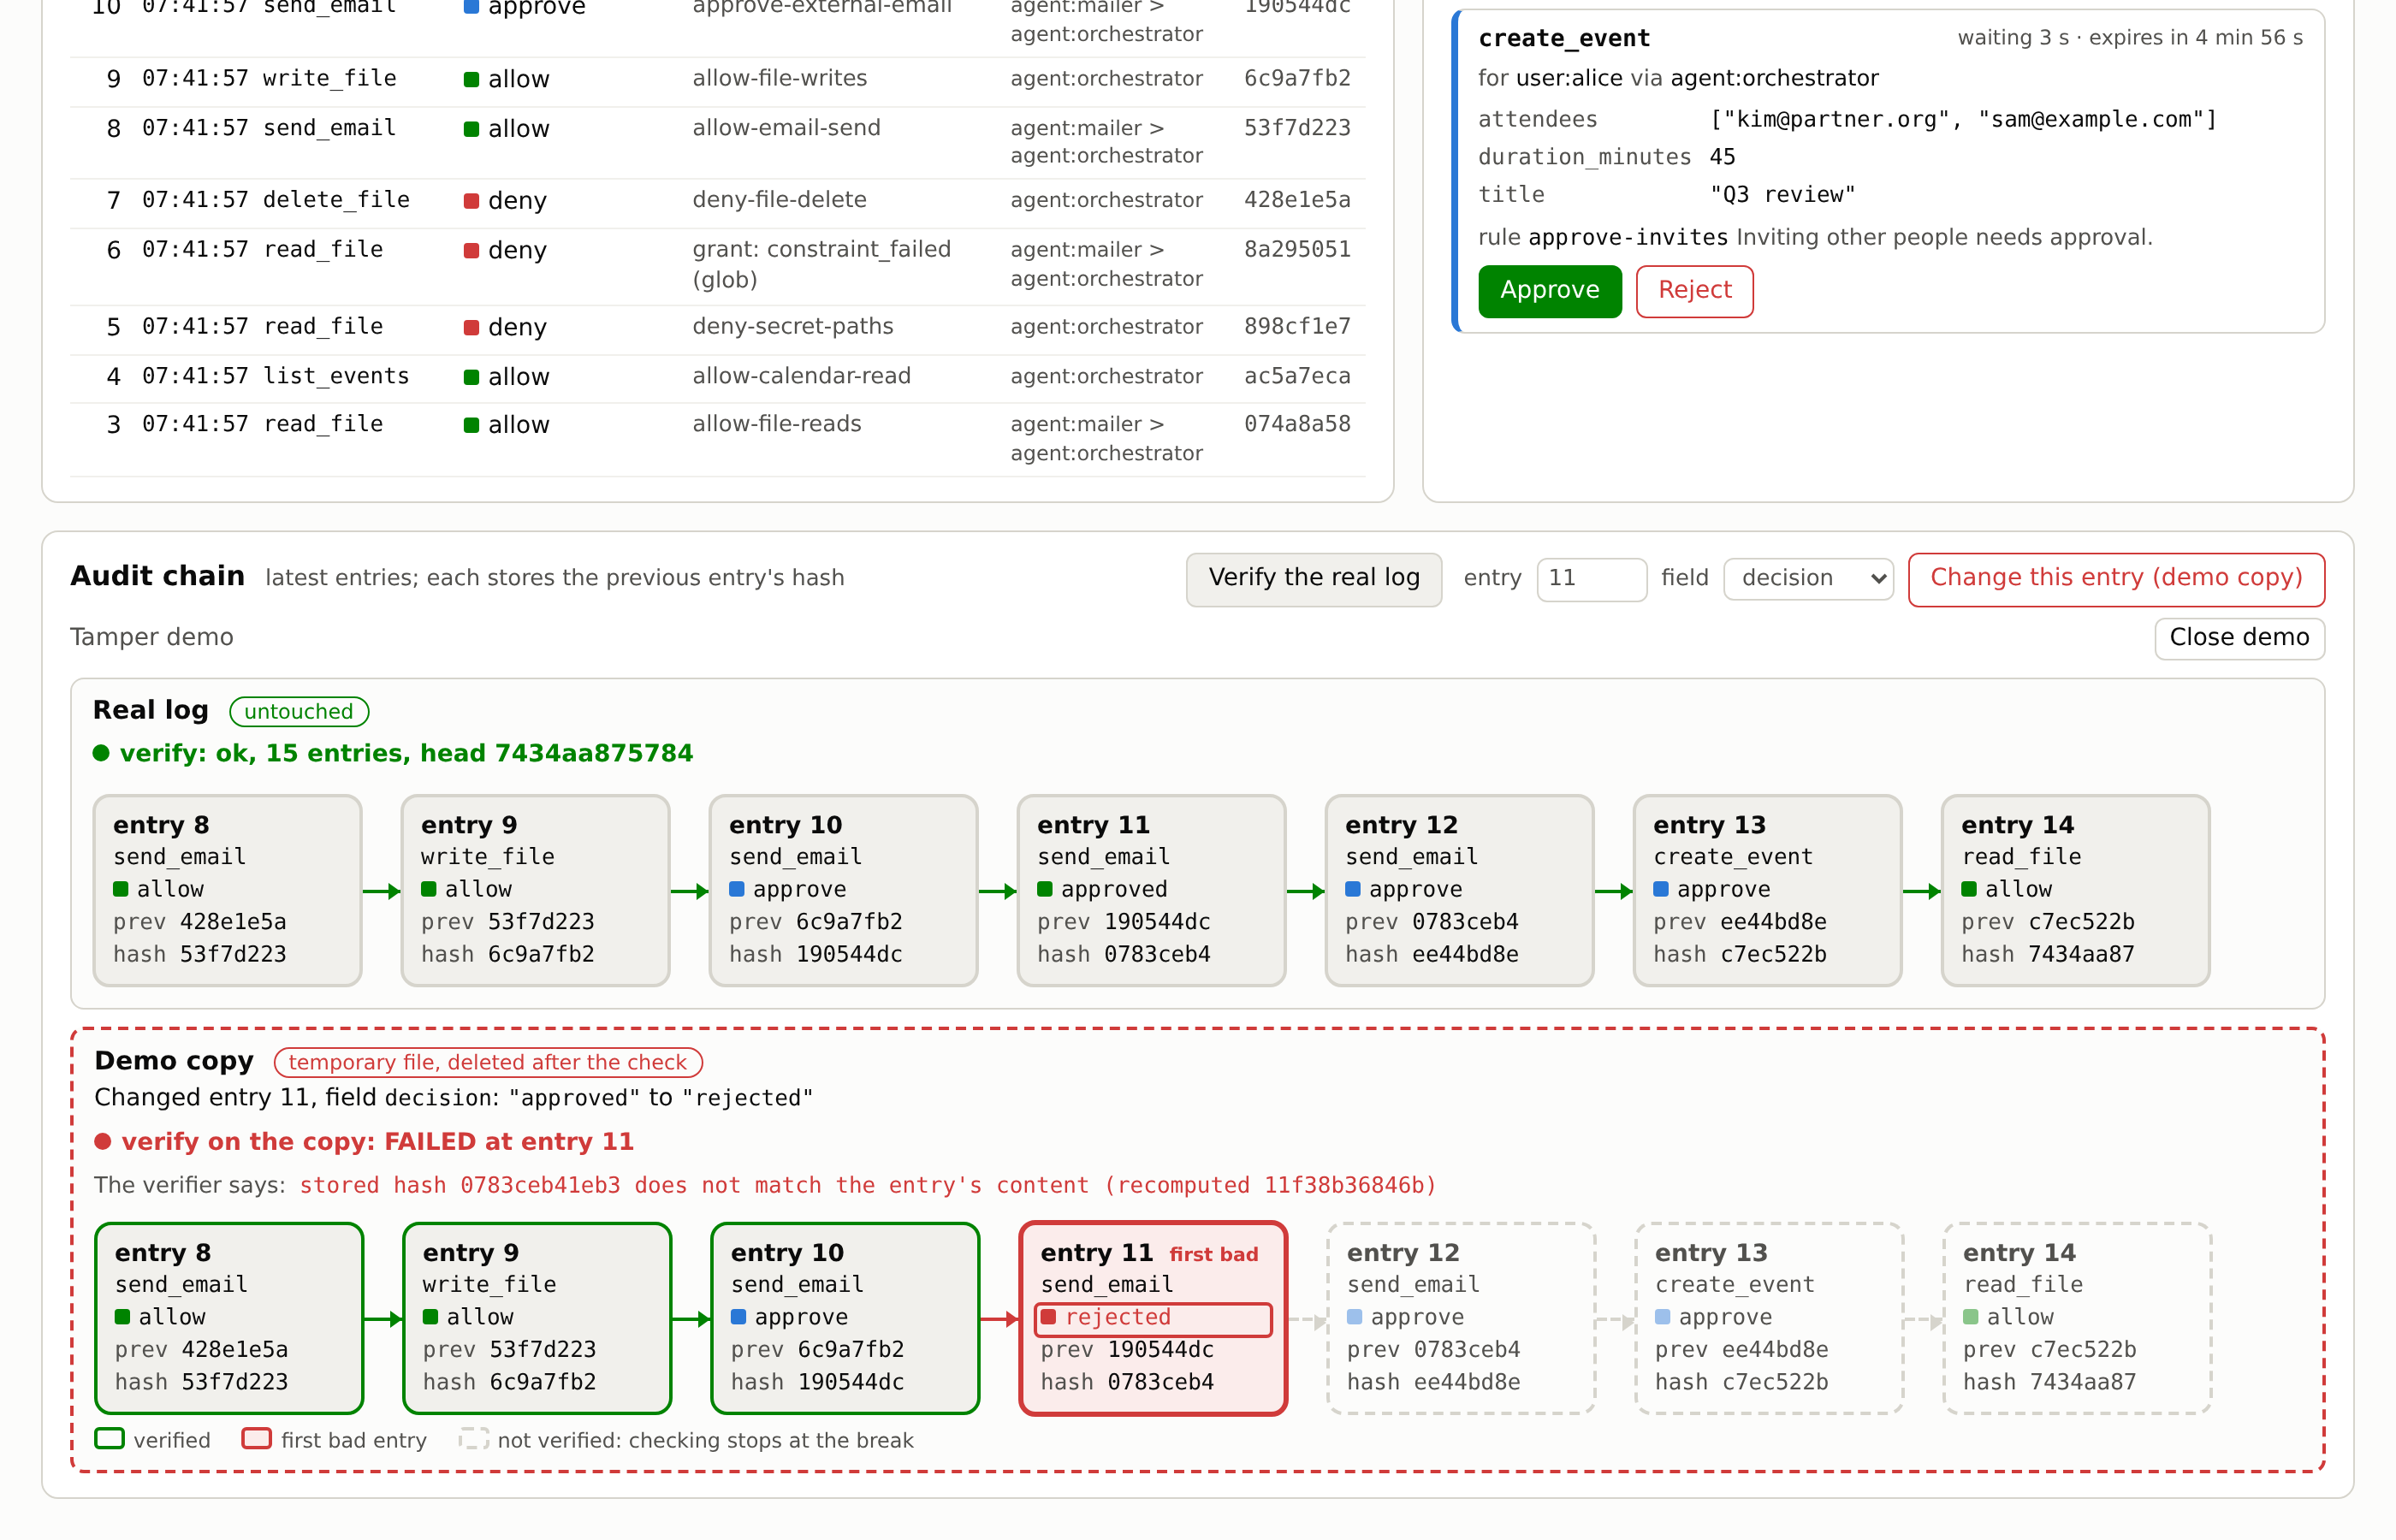 10 07:41:57 send_email approve approve-external-email agent:mailer > 190544dc
agent:orchestrator
9 07:41:57 write_file allow allow-file-writes agent:orchestrator 6c9a7fb2
8 07:41:57 send_email allow allow-email-send agent:mailer > 53f7d223
agent:orchestrator
7 07:41:57 delete_file deny deny-file-delete agent:orchestrator 428e1e5a
6 07:41:57 read_file deny grant: constraint_failed agent:mailer > 8a295051
(glob) agent:orchestrator
5 07:41:57 read_file deny deny-secret-paths agent:orchestrator 898cf1e7
4 07:41:57 list_events allow allow-calendar-read agent:orchestrator ac5a7eca
3 07:41:57 read_file allow allow-file-reads agent:mailer > 074a8a58
agent:orchestrator
create_event waiting 3 s · expires in 4 min 56 s
for user:alice via agent:orchestrator
attendees ["kim@partner.org", "sam@example.com"]
duration_minutes 45
title "Q3 review"
rule approve-invites Inviting other people needs approval.
Approve Reject
Audit chain latest entries; each stores the previous entry's hash Verify the real log entry 11 field decision Change this entry (demo copy)
Tamper demo Close demo
Real log untouched
verify: ok, 15 entries, head 7434aa875784
entry 8 entry 9 entry 10 entry 11 entry 12 entry 13 entry 14
send_email write_file send_email send_email send_email create_event read_file
allow allow approve approved approve approve allow
prev 428e1e5a prev 53f7d223 prev 6c9a7fb2 prev 190544dc prev 0783ceb4 prev ee44bd8e prev c7ec522b
hash 53f7d223 hash 6c9a7fb2 hash 190544dc hash 0783ceb4 hash ee44bd8e hash c7ec522b hash 7434aa87
Demo copy temporary file, deleted after the check
Changed entry 11, field decision: "approved" to "rejected"
verify on the copy: FAILED at entry 11
The verifier says: stored hash 0783ceb41eb3 does not match the entry's content (recomputed 11f38b36846b)
entry 8 entry 9 entry 10 entry 11 first bad entry 12 entry 13 entry 14
send_email write_file send_email send_email send_email create_event read_file
allow allow approve rejected approve approve allow
prev 428e1e5a prev 53f7d223 prev 6c9a7fb2 prev 190544dc prev 0783ceb4 prev ee44bd8e prev c7ec522b
hash 53f7d223 hash 6c9a7fb2 hash 190544dc hash 0783ceb4 hash ee44bd8e hash c7ec522b hash 7434aa87
verified first bad entry not verified: checking stops at the break